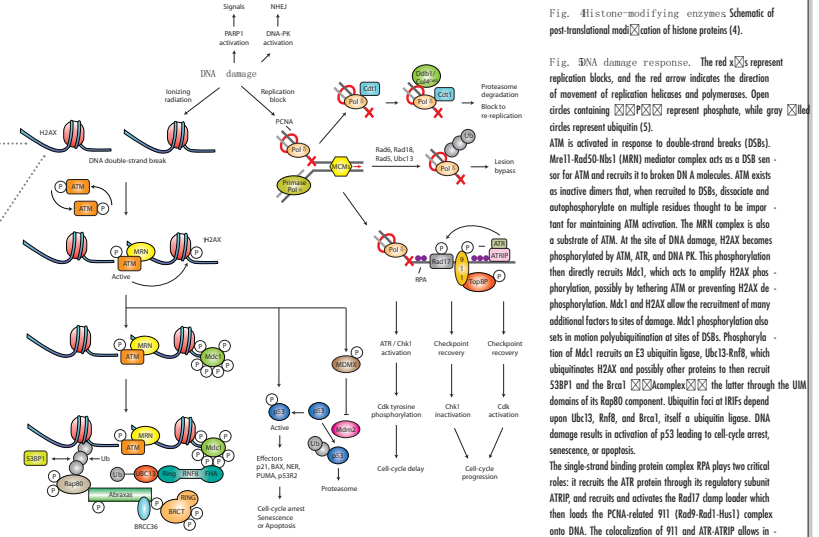 Signals
NHEJ
PARP1
activation
DNA-PK
activation
DNA damage
Ionizing
radiation
Replication
block
H2AX
DNA double-strand break
PCNA
Pol δ
Primase
Pol α
MCMs
Pol δ
Cdt1
Ddb1/
Cul4
Pol δ
Cdt1
Proteasome
degradation
Block to
re-replication
Rad6, Rad18,
Rad5, Ubc13
Ub
Pol δ
Lesion
bypass
P
ATM
ATM
P
P
MRN
ATM
Active
P
γH2AX
Pol δ
RPA
P
Rad17
9
1
1
P
ATR
ATRIP
TopBP
P
P
MRN
ATM
P
P
P
Mdc1
P
P
MDMX
ATR / Chk1
activation
Checkpoint
recovery
Checkpoint
recovery
P
p53
Active
p53
Mdm2
Ub
p53
Proteasome
Effectors
p21, BAX, NER,
PUMA, p53R2
Cell-cycle arrest
Senescence
or Apoptosis
Cdk tyrosine
phosphorylation
Chk1
inactivation
Cdk
activation
Cell-cycle delay
Cell-cycle
progression
P
MRN
ATM
P
P
P
Mdc1
P
P
53BP1
Ub
Rap80
P
Ub
UBC13
Ring
RNF8
FHA
Abraxas
P
BRCC36
RING
BRCT
P
P
Fig. 4Histone-modifying enzymes. Schematic of
post-translational modi☒cation of histone proteins (4).
Fig. 5DNA damage response. The red x☒s represent
replication blocks, and the red arrow indicates the direction
of movement of replication helicases and polymerases. Open
circles containing ☒☒P☒☒ represent phosphate, while gray ☒lled
circles represent ubiquitin (5).
ATM is activated in response to double-strand breaks (DSBs).
Mre11-Rad50-Nbs1 (MRN) mediator complex acts as a DSB sen -
sor for ATM and recruits it to broken DN A molecules. ATM exists
as inactive dimers that, when recruited to DSBs, dissociate and
autophosphorylate on multiple residues thought to be impor -
tant for maintaining ATM activation. The MRN complex is also
a substrate of ATM. At the site of DNA damage, H2AX becomes
phosphorylated by ATM, ATR, and DNA PK. This phosphorylation
then directly recruits Mdc1, which acts to amplify H2AX phos -
phorylation, possibly by tethering ATM or preventing H2AX de -
phosphorylation. Mdc1 and H2AX allow the recruitment of many
additional factors to sites of damage. Mdc1 phosphorylation also
sets in motion polyubiquitination at sites of DSBs. Phosphoryla -
tion of Mdc1 recruits an E3 ubiquitin ligase, Ubc13-Rnf8, which
ubiquitinates H2AX and possibly other proteins to then recruit
53BP1 and the Brca1 ☒☒Acomplex☒☒ the latter through the UIM
domains of its Rap80 component. Ubiquitin foci at IRIFs depend
upon Ubc13, Rnf8, and Brca1, itself a ubiquitin ligase. DNA
damage results in activation of p53 leading to cell-cycle arrest,
senescence, or apoptosis.
The single-strand binding protein complex RPA plays two critical
roles: it recruits the ATR protein through its regulatory subunit
ATRIP, and recruits and activates the Rad17 clamp loader which
then loads the PCNA-related 911 (Rad9-Rad1-Hus1) complex
onto DNA. The colocalization of 911 and ATR-ATRIP allows in -